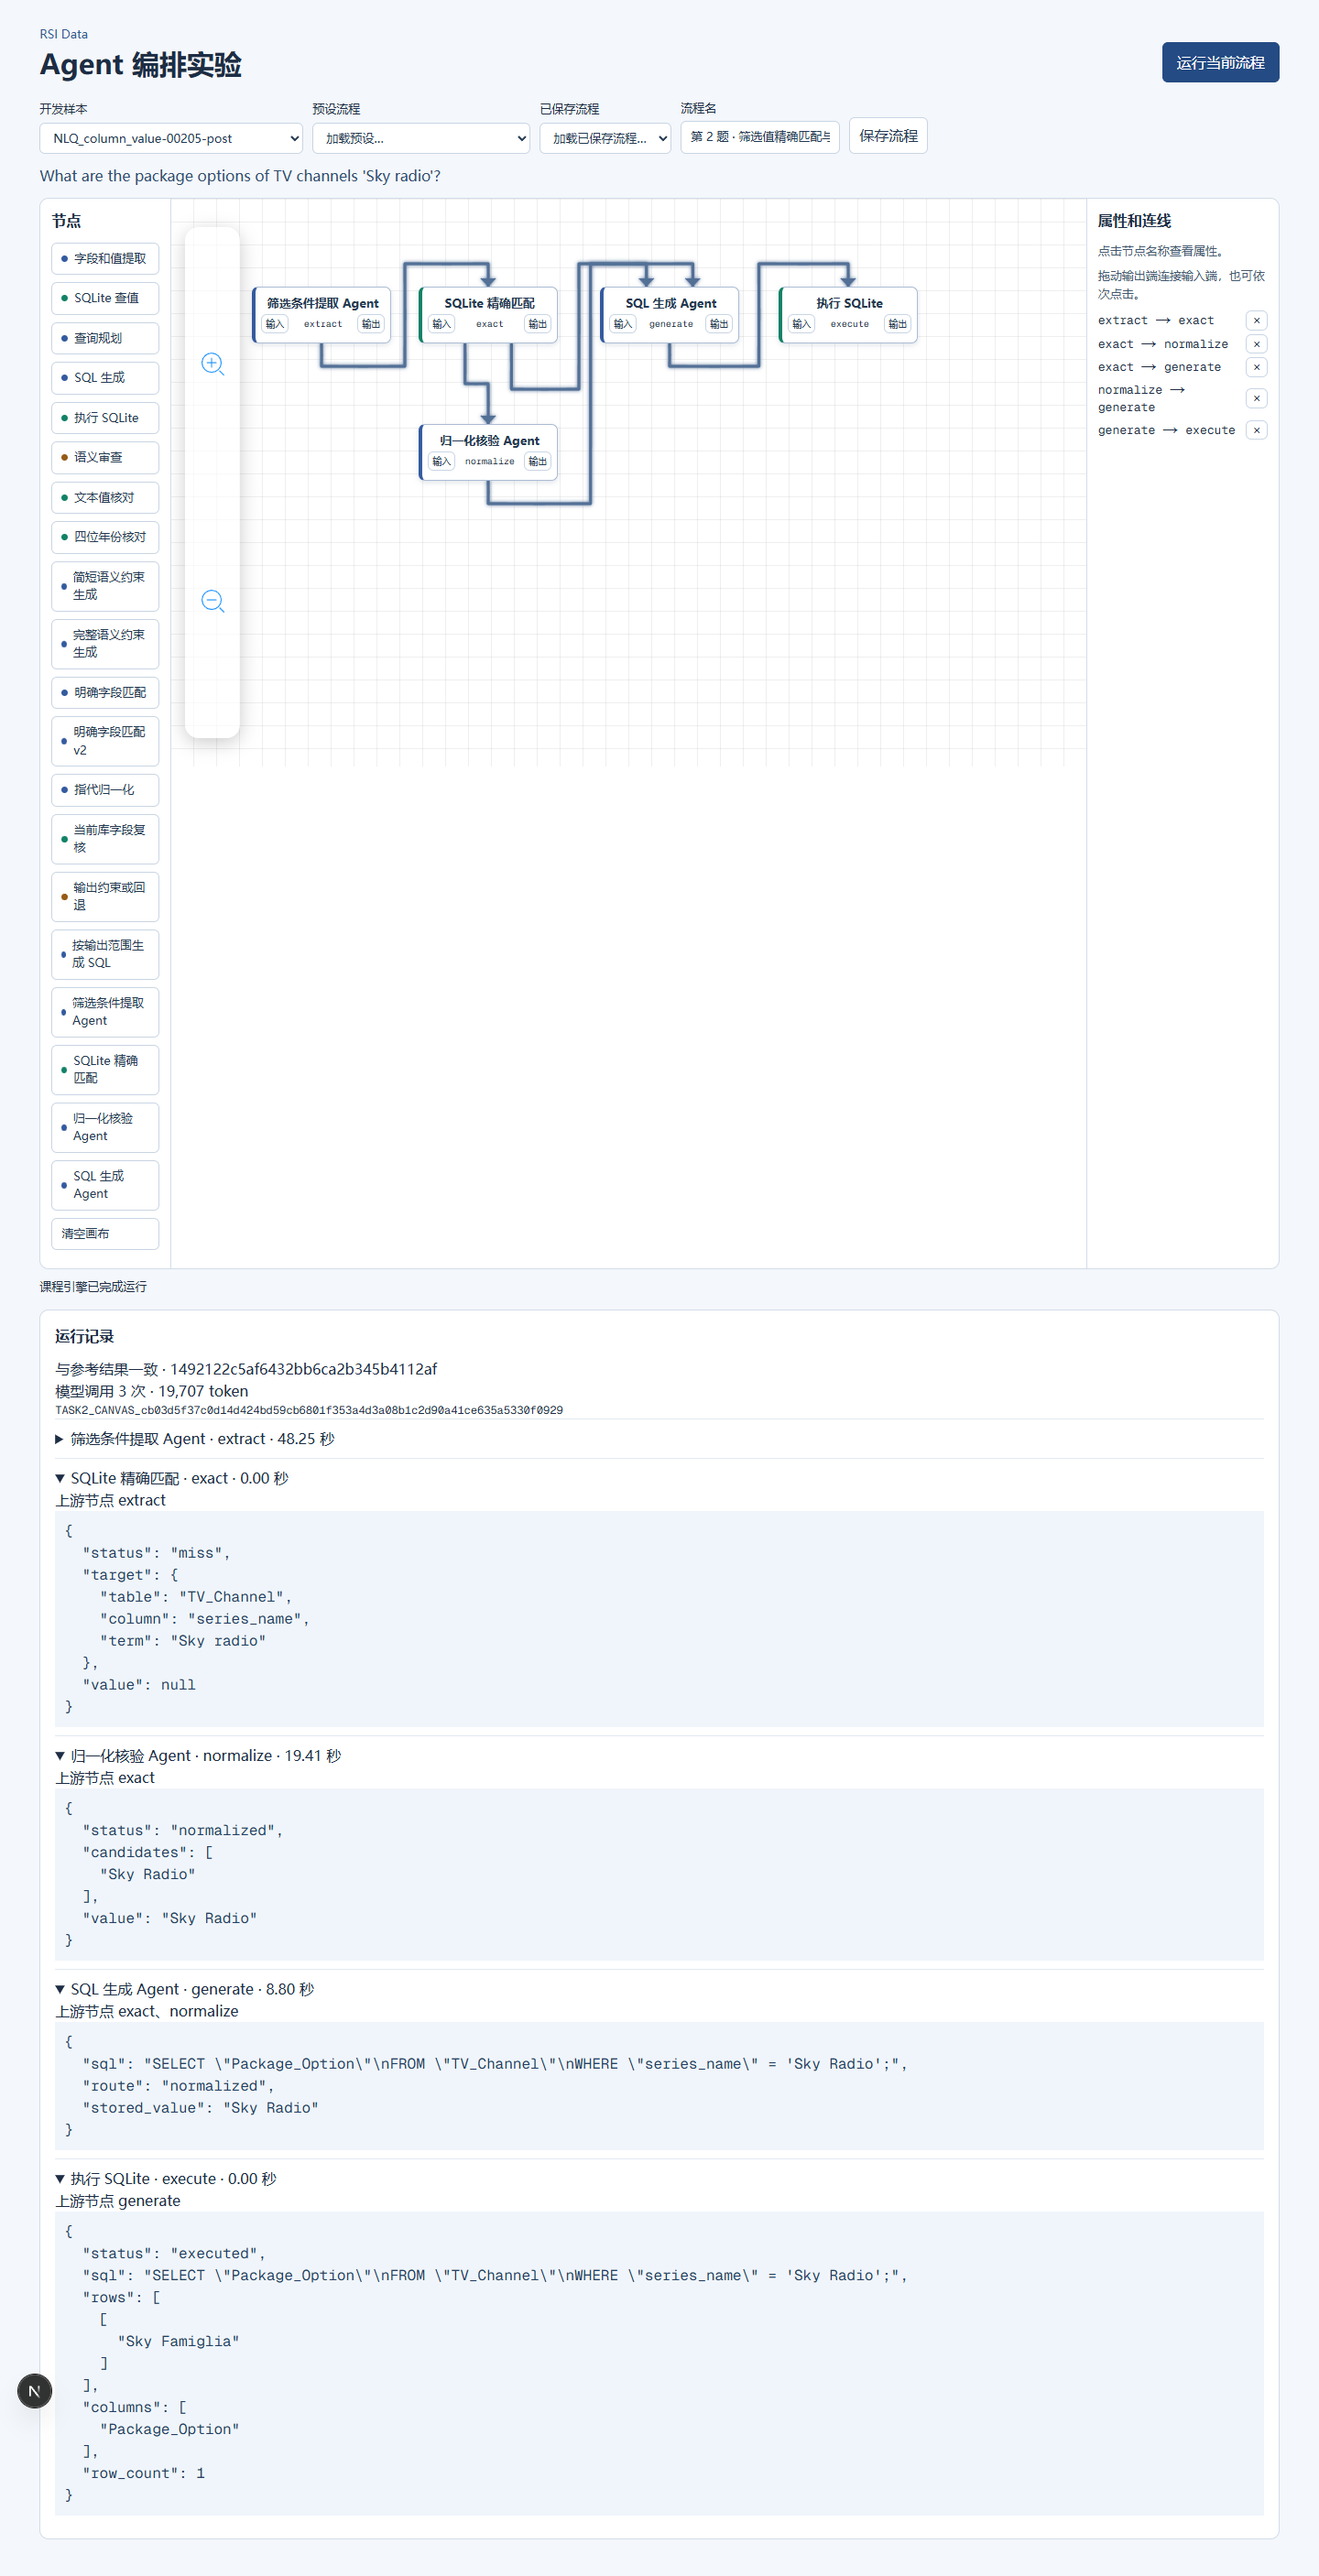 RSI Data
Agent 编排实验
运行当前流程
开发样本
预设流程
已保存流程
流程名
NLQ_column_value-00205-post
加载预设...
加载已保存流程...
第 2 题 · 筛选值精确匹配与
保存流程
What are the package options of TV channels 'Sky radio'?
节点
字段和值提取
SQLite 查值
查询规划
SQL 生成
执行 SQLite
语义审查
文本值核对
四位年份核对
简短语义约束
生成
完整语义约束
生成
明确字段匹配
明确字段匹配
v2
指代归一化
当前库字段复
核
输出约束或回
退
按输出范围生
成 SQL
筛选条件提取
Agent
SQLite 精确
匹配
归一化核验
Agent
SQL 生成
Agent
清空画布
筛选条件提取 Agent
输入 extract 输出
SQLite 精确匹配
输入 exact 输出
SQL 生成 Agent
输入 generate 输出
执行 SQLite
输入 execute 输出
归一化核验 Agent
输入 normalize 输出
属性和连线
点击节点名称查看属性。
拖动输出端连接输入端，也可依
次点击。
extract → exact ×
exact → normalize ×
exact → generate ×
normalize →
generate ×
generate → execute ×
课程引擎已完成运行
运行记录
与参考结果一致 · 1492122c5af6432bb6ca2b345b4112af
模型调用 3 次 · 19,707 token
TASK2_CANVAS_cb03d5f37c0d14d424bd59cb6801f353a4d3a08b1c2d90a41ce635a5330f0929
▶ 筛选条件提取 Agent · extract · 48.25 秒
▼ SQLite 精确匹配 · exact · 0.00 秒
上游节点 extract
{
"status": "miss",
"target": {
"table": "TV_Channel",
"column": "series_name",
"term": "Sky radio"
},
"value": null
}
▼ 归一化核验 Agent · normalize · 19.41 秒
上游节点 exact
{
"status": "normalized",
"candidates": [
"Sky Radio"
],
"value": "Sky Radio"
}
▼ SQL 生成 Agent · generate · 8.80 秒
上游节点 exact、normalize
{
"sql": "SELECT \"Package_Option\"\nFROM \"TV_Channel\"\nWHERE \"series_name\" = 'Sky Radio';",
"route": "normalized",
"stored_value": "Sky Radio"
}
▼ 执行 SQLite · execute · 0.00 秒
上游节点 generate
{
"status": "executed",
"sql": "SELECT \"Package_Option\"\nFROM \"TV_Channel\"\nWHERE \"series_name\" = 'Sky Radio';",
"rows": [
[
"Sky Famiglia"
]
],
"columns": [
"Package_Option"
],
"row_count": 1
}
N